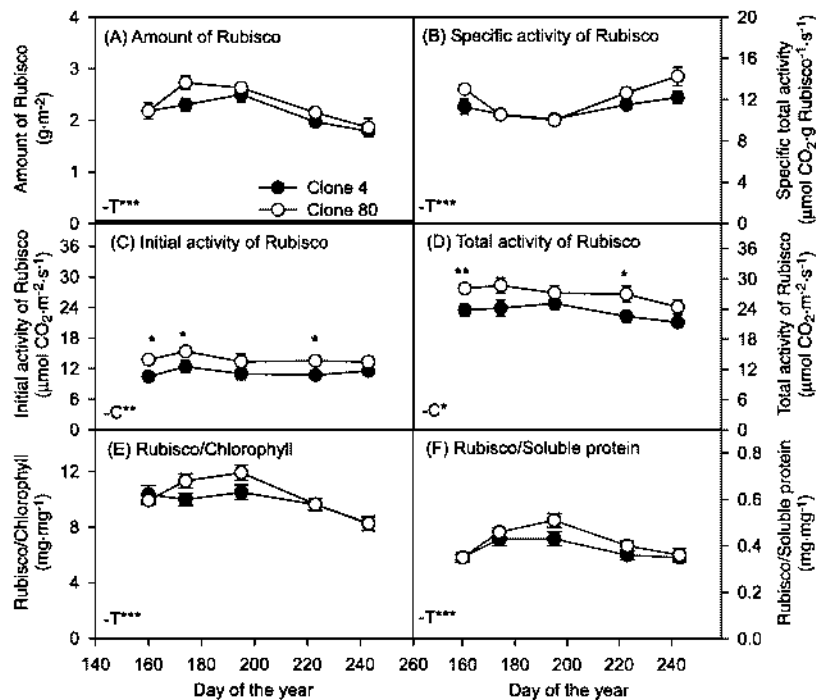 (A) Amount of Rubisco
Amount of Rubisco
(g·m-2)
4
3
2
1
0
-T***
Clone 4
Clone 80
(B) Specific activity of Rubisco
20
16
12
8
4
0
Specific total activity
(µmol CO2·g Rubisco-1·s-1)
-T***
(C) Initial activity of Rubisco
Initial activity of Rubisco
(µmol CO2·m-2·s-1)
36
30
24
18
12
6
0
* * *
-C**
(D) Total activity of Rubisco
36
30
24
18
12
6
0
Total activity of Rubisco
(µmol CO2·m-2·s-1)
** ** *
-C*
(E) Rubisco/Chlorophyll
Rubisco/Chlorophyll
(mg·mg-1)
12
8
4
0
-T***
(F) Rubisco/Soluble protein
0.8
0.6
0.4
0.2
0.0
Rubisco/Soluble protein
(mg·mg-1)
-T***
140 160 180 200 220 240 260
160 180 200 220 240
Day of the year
Day of the year